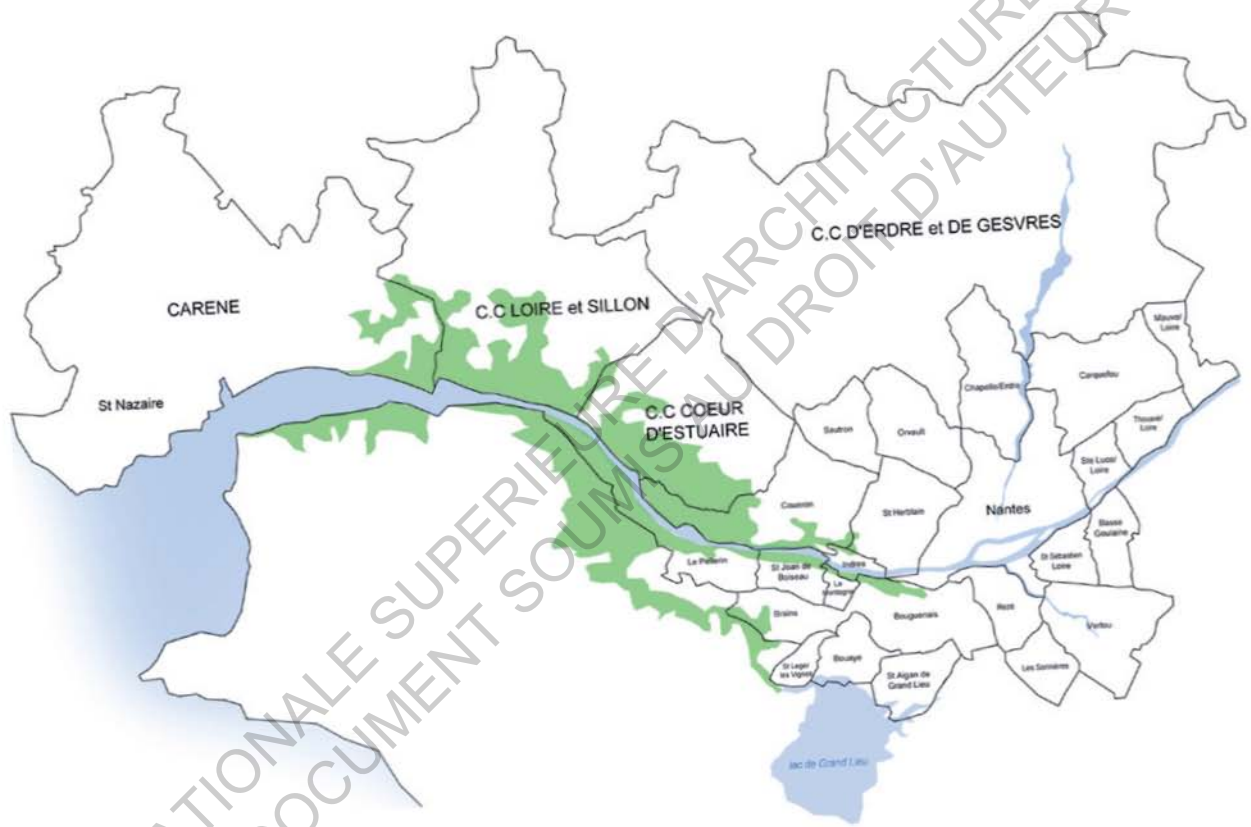 NATIONALE SUPERIEURE D'ARCHITECTURE
DOCUMENT SOUMIS AU DROIT D'AUTEUR
C.C D'ERDRE et DE GESVRES
CARENE
C.C LOIRE et SILLON
Mauves/
Loire
Chapelle/Erdre
Carquefou
St Nazaire
C.C COEUR
D'ESTUAIRE
Sautron
Orvault
Thouaré/
Loire
Ste Luce/
Loire
Couëron
St Herblain
Nantes
Basse
Goulaine
St Sébastien
Loire
Le Pellerin
St Jean de
Boiseau
Indres
La
montagne
Brains
Bouguenais
Rezé
Vertou
St Leger
les Vignes
Bouaye
St Aigan de
Grand Lieu
Les Sorinières
lac de Grand Lieu